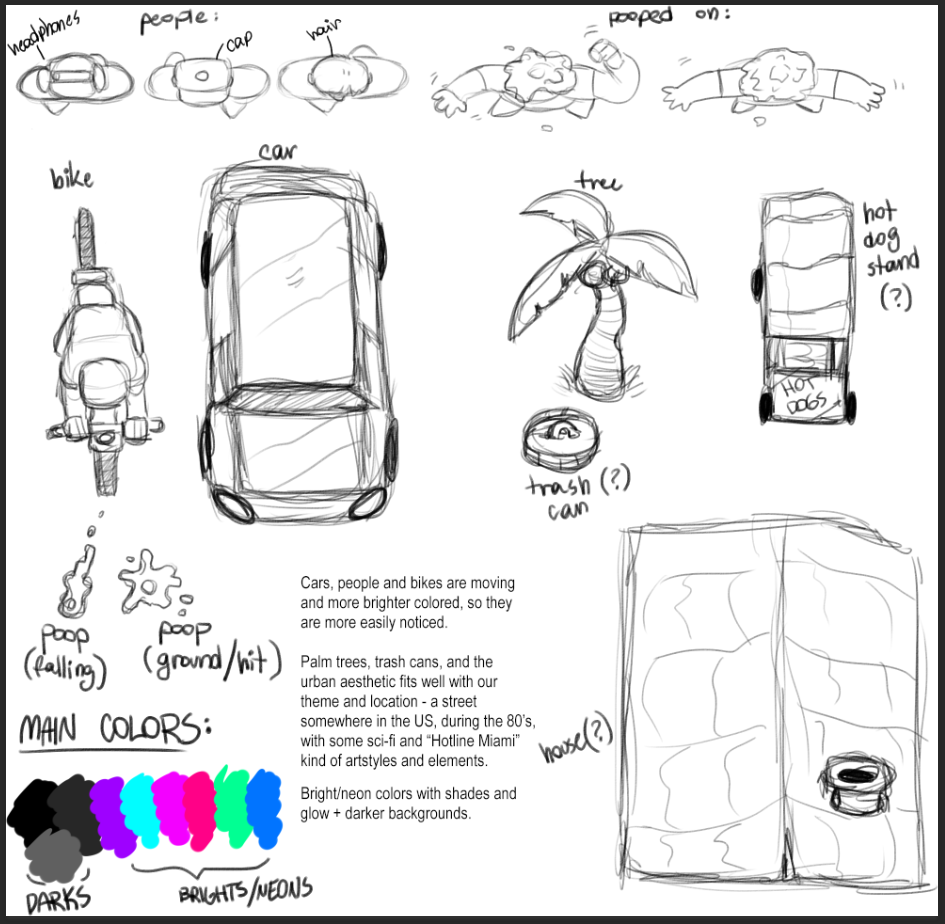 people:
pooped on:
headphones
cap
hair
bike
car
tree
hot
dog
stand
(?)
HOT
DOGS
trash (?)
can
poop
(falling)
poop
(ground/hit)
Cars, people and bikes are moving
and more brighter colored, so they
are more easily noticed.
Palm trees, trash cans, and the
urban aesthetic fits well with our
theme and location - a street
somewhere in the US, during the 80's,
with some sci-fi and "Hotline Miami"
kind of artstyles and elements.
Bright/neon colors with shades and
glow + darker backgrounds.
house(?)
MAIN COLORS:
DARKS
BRIGHTS/NEONS